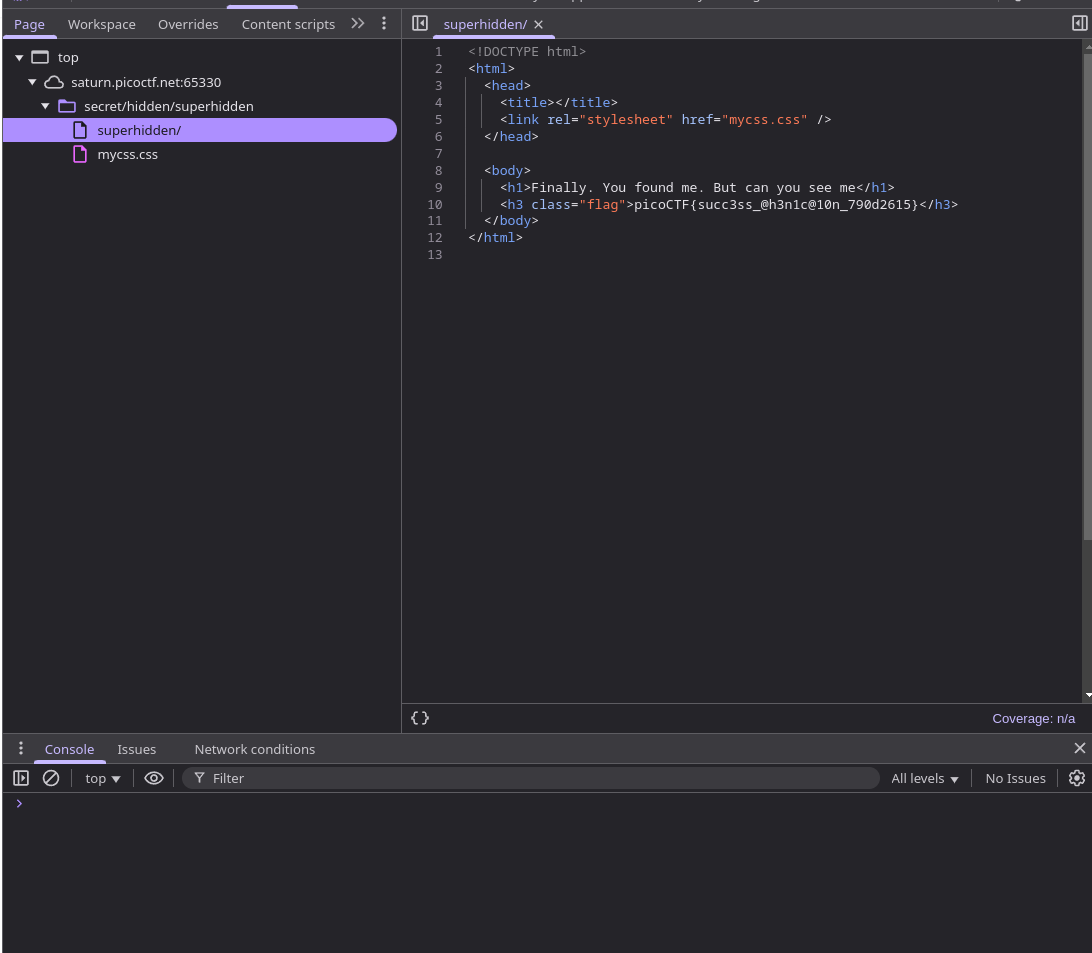 Page Workspace Overrides Content scripts
superhidden/
top
saturn.picoctf.net:65330
secret/hidden/superhidden
superhidden/
mycss.css
1 <!DOCTYPE html>
2 <html>
3 <head>
4 <title></title>
5 <link rel="stylesheet" href="mycss.css" />
6 </head>
7
8 <body>
9 <h1>Finally. You found me. But can you see me</h1>
10 <h3 class="flag">picoCTF{succ3ss_@h3n1c@10n_790d2615}</h3>
11 </body>
12 </html>
13
{} Coverage: n/a
Console Issues Network conditions
top Filter All levels No Issues